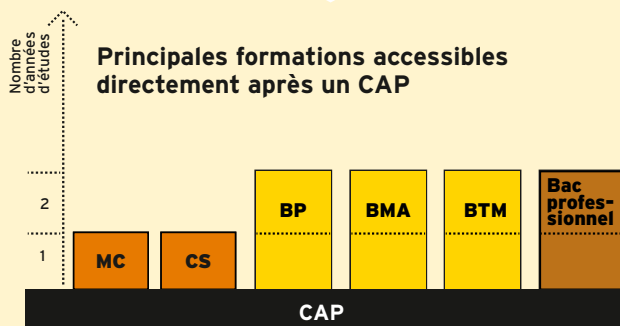 Nombre
d'années
d'études
Principales formations accessibles
directement après un CAP
2
1
MC
CS
BP
BMA
BTM
Bac
profes-
sionnel
CAP